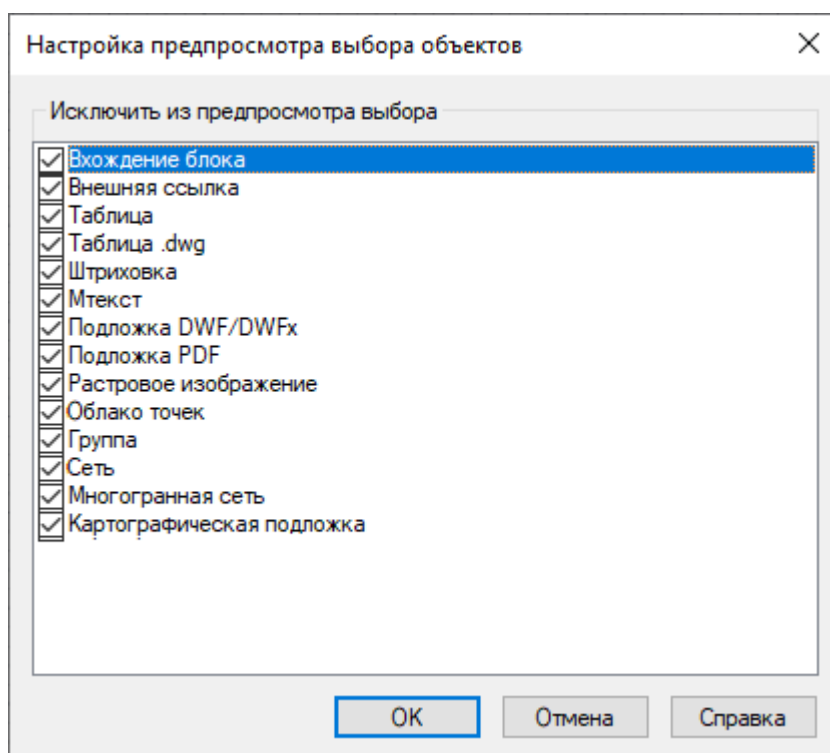 Настройка предпросмотра выбора объектов
Исключить из предпросмотра выбора
Вхождение блока
Внешняя ссылка
Таблица
Таблица .dwg
Штриховка
Мтекст
Подложка DWF/DWFx
Подложка PDF
Растровое изображение
Облако точек
Группа
Сеть
Многогранная сеть
Картографическая подложка
OK
Отмена
Справка